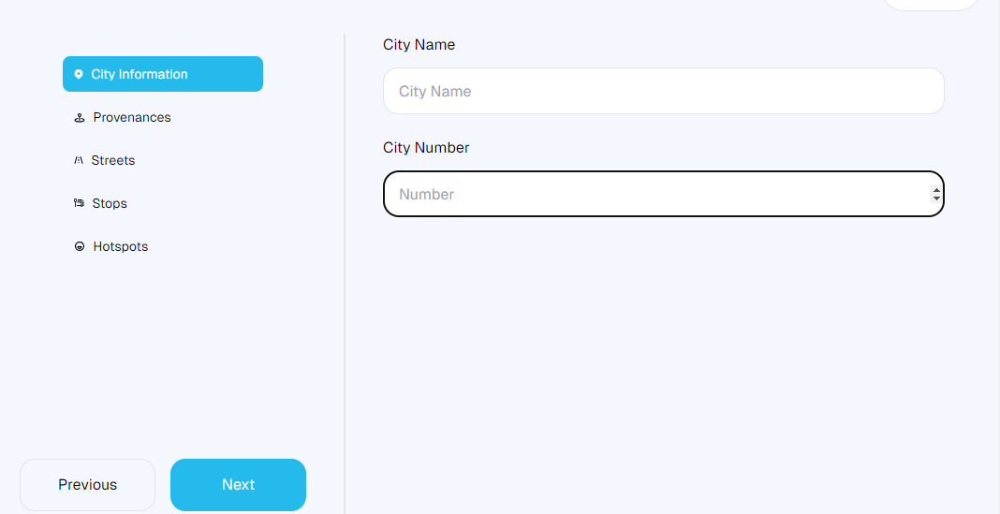 City Information
Provenances
Streets
Stops
Hotspots
Previous
Next
City Name
City Name
City Number
Number